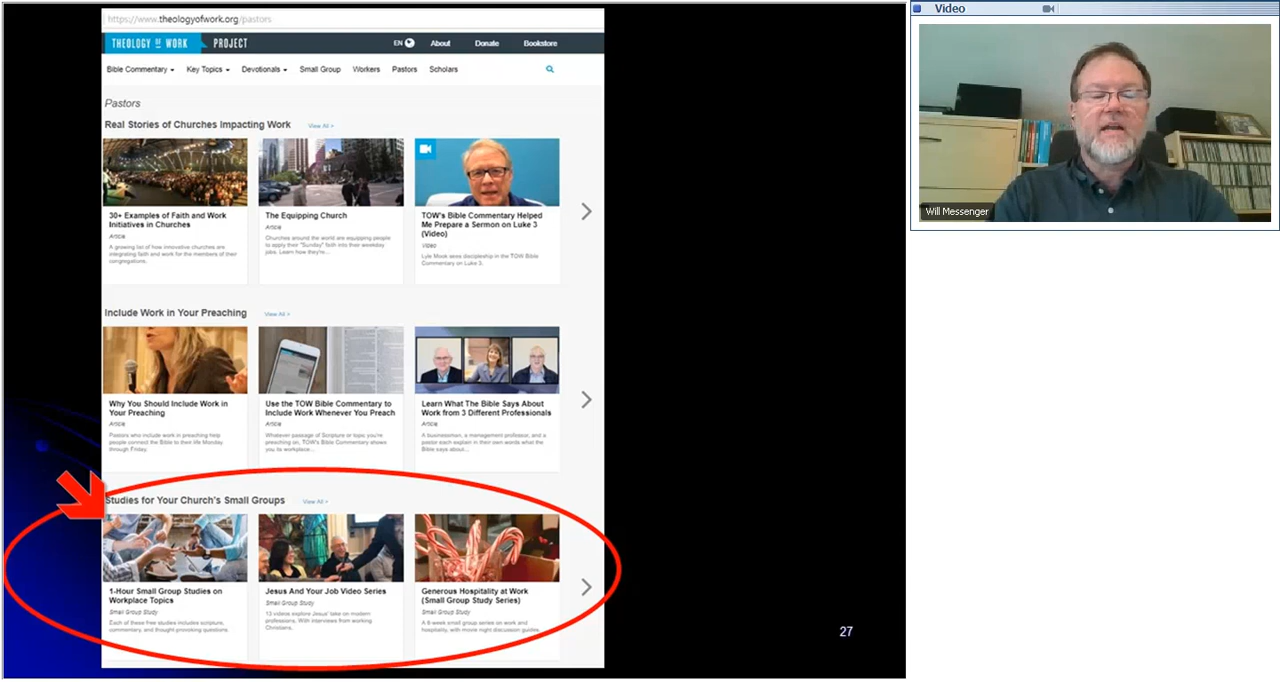 https://www.theologyofwork.org/pastors
THEOLOGY OF WORK PROJECT
EN About Donate Bookstore
Bible Commentary Key Topics Devotionals Small Group Workers Pastors Scholars
Pastors
Real Stories of Churches Impacting Work View All >
30+ Examples of Faith and Work
Initiatives in Churches
Article
A growing list of how innovative churches are
integrating faith and work for the members of their
congregations.
The Equipping Church
Article
Churches around the world are equipping people
to apply their "Sunday" faith into their weekday
jobs. Learn how they're...
TOW's Bible Commentary Helped
Me Prepare a Sermon on Luke 3
(Video)
Video
Lyle Mook sees discipleship in the TOW Bible
Commentary on Luke 3.
Include Work in Your Preaching View All >
Why You Should Include Work in
Your Preaching
Article
Pastors who include work in preaching help
people connect the Bible to their life Monday
through Friday.
Use the TOW Bible Commentary to
Include Work Whenever You Preach
Article
Whatever passage of Scripture or topic you're
preaching on, TOW's Bible Commentary shows
you its workplace...
Learn What The Bible Says About
Work from 3 Different Professionals
Article
A businessman, a management professor, and a
pastor each explain in their own words what the
Bible says about...
Studies for Your Church's Small Groups View All >
1-Hour Small Group Studies on
Workplace Topics
Small Group Study
Each of these free studies includes scripture,
commentary, and thought-provoking questions.
Jesus And Your Job Video Series
Small Group Study
13 videos explore Jesus' take on modern
professions. With interviews from working
Christians.
Generous Hospitality at Work
(Small Group Study Series)
Small Group Study
A 6-week small group series on work and
hospitality, with movie night discussion guides.
27
Video
Will Messenger